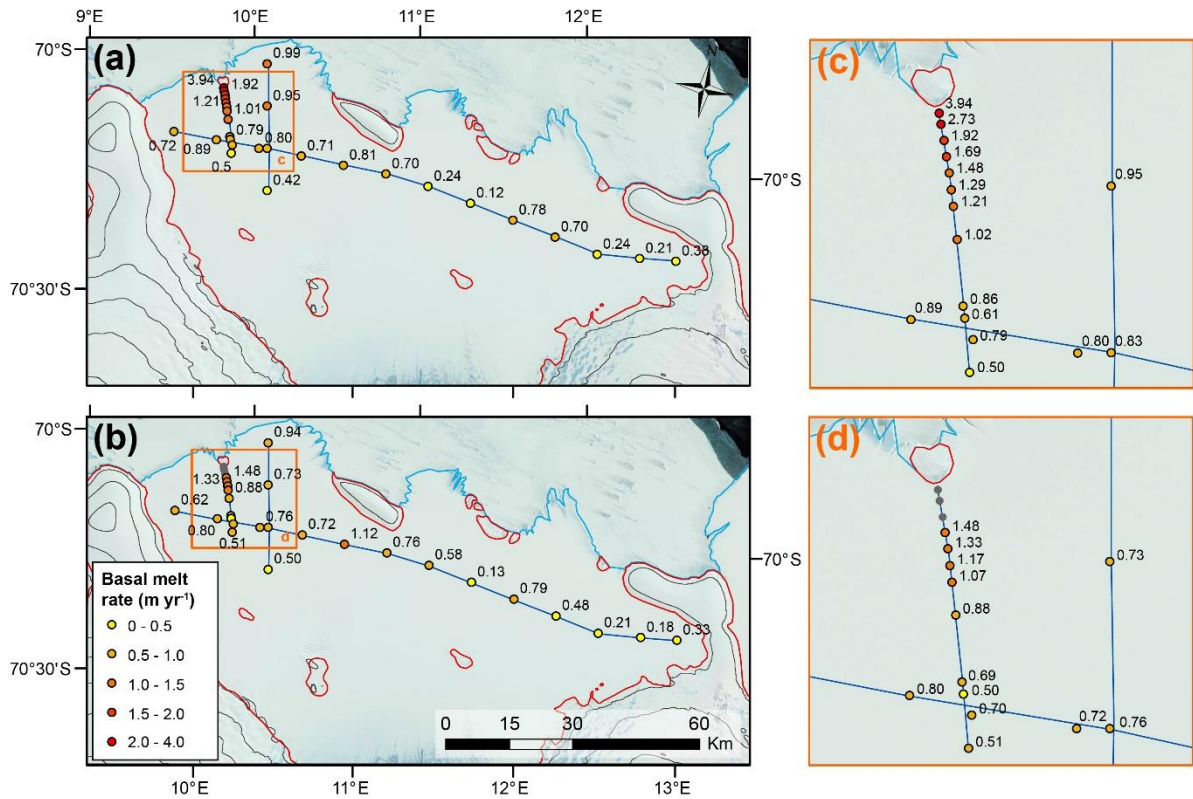 9°E
10°E
11°E
12°E
70°S
(a)
N
0.99
3.94
1.92
1.21
1.01
0.95
0.79
0.80
0.72
0.89
0.5
c
0.71
0.81
0.70
0.24
0.12
0.78
0.70
0.24
0.21
0.38
0.42
70°S
70°30'S
(c)
3.94
2.73
1.92
1.69
1.48
1.29
1.21
1.02
0.95
0.86
0.61
0.89
0.79
0.80
0.83
0.50
70°S
(b)
0.94
1.48
1.33
0.88
0.73
0.62
0.76
0.80
0.51
d
0.72
1.12
0.76
0.58
0.13
0.79
0.48
0.21
0.18
0.33
0.50
70°S
70°30'S
Basal melt
rate (m yr⁻¹)
0 - 0.5
0.5 - 1.0
1.0 - 1.5
1.5 - 2.0
2.0 - 4.0
0 15 30 60
Km
10°E
11°E
12°E
13°E
(d)
1.48
1.33
1.17
1.07
0.88
0.73
0.69
0.50
0.80
0.70
0.72
0.76
0.51